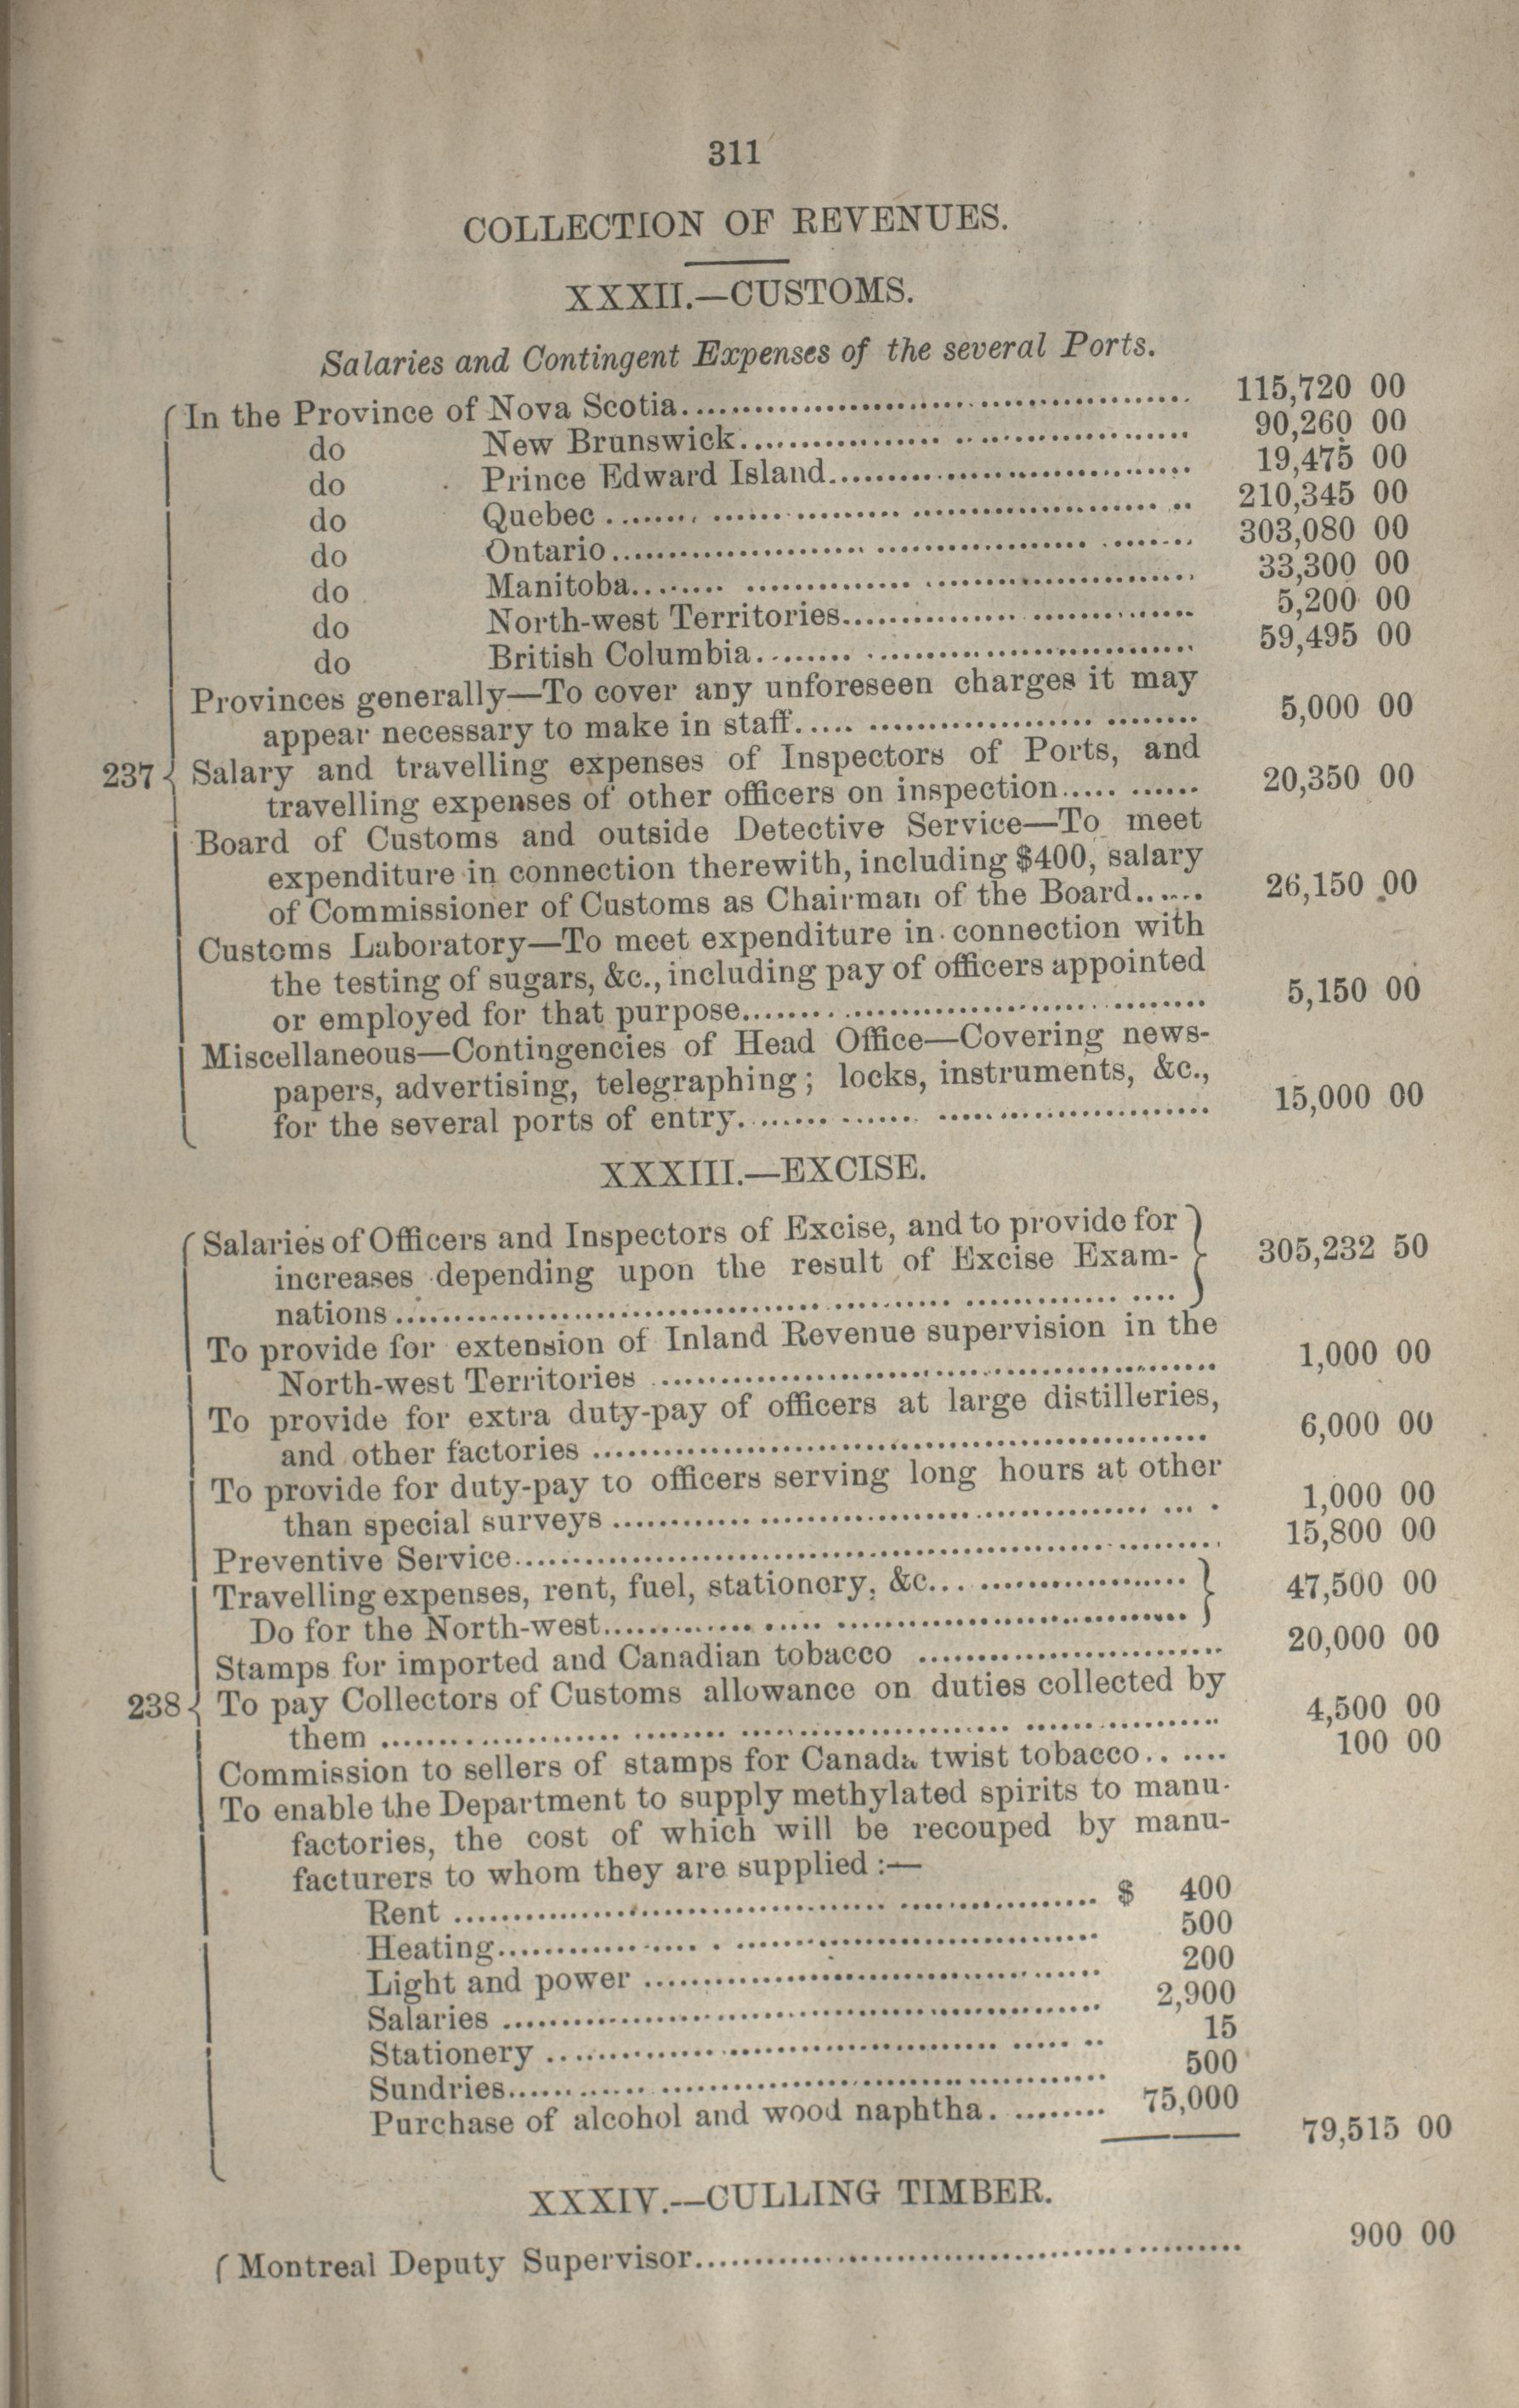 311
COLLECTION OF REVENUES.
XXXII.—CUSTOMS.
Salaries and Contingent Expenses of the several Ports.
In the Province of Nova Scotia 115,720 00
do New Brunswick 90,260 00
do Prince Edward Island 19,475 00
do Quebec 210,345 00
do Ontario 303,080 00
do Manitoba 33,300 00
do North-west Territories 5,200 00
do British Columbia 59,495 00
Provinces generally—To cover any unforeseen charges it may
appear necessary to make in staff 5,000 00
237 Salary and travelling expenses of Inspectors of Ports, and
travelling expenses of other officers on inspection 20,350 00
Board of Customs and outside Detective Service—To meet
expenditure in connection therewith, including $400, salary
of Commissioner of Customs as Chairman of the Board 26,150 00
Customs Laboratory—To meet expenditure in connection with
the testing of sugars, &c., including pay of officers appointed
or employed for that purpose 5,150 00
Miscellaneous—Contingencies of Head Office—Covering news-
papers, advertising, telegraphing; locks, instruments, &c.,
for the several ports of entry 15,000 00
XXXIII.—EXCISE.
Salaries of Officers and Inspectors of Excise, and to provide for
increases depending upon the result of Excise Exam- 305,232 50
nations
To provide for extension of Inland Revenue supervision in the
North-west Territories 1,000 00
To provide for extra duty-pay of officers at large distilleries,
and other factories 6,000 00
To provide for duty-pay to officers serving long hours at other
than special surveys 1,000 00
Preventive Service 15,800 00
Travelling expenses, rent, fuel, stationery, &c. 47,500 00
Do for the North-west
Stamps for imported and Canadian tobacco 20,000 00
238 To pay Collectors of Customs allowance on duties collected by
them 4,500 00
Commission to sellers of stamps for Canada twist tobacco 100 00
To enable the Department to supply methylated spirits to manu-
factories, the cost of which will be recouped by manu-
facturers to whom they are supplied :—
Rent $ 400
Heating 500
Light and power 200
Salaries 2,900
Stationery 15
Sundries 500
Purchase of alcohol and wood naphtha 75,000
79,515 00
XXXIV.—CULLING TIMBER.
Montreal Deputy Supervisor 900 00